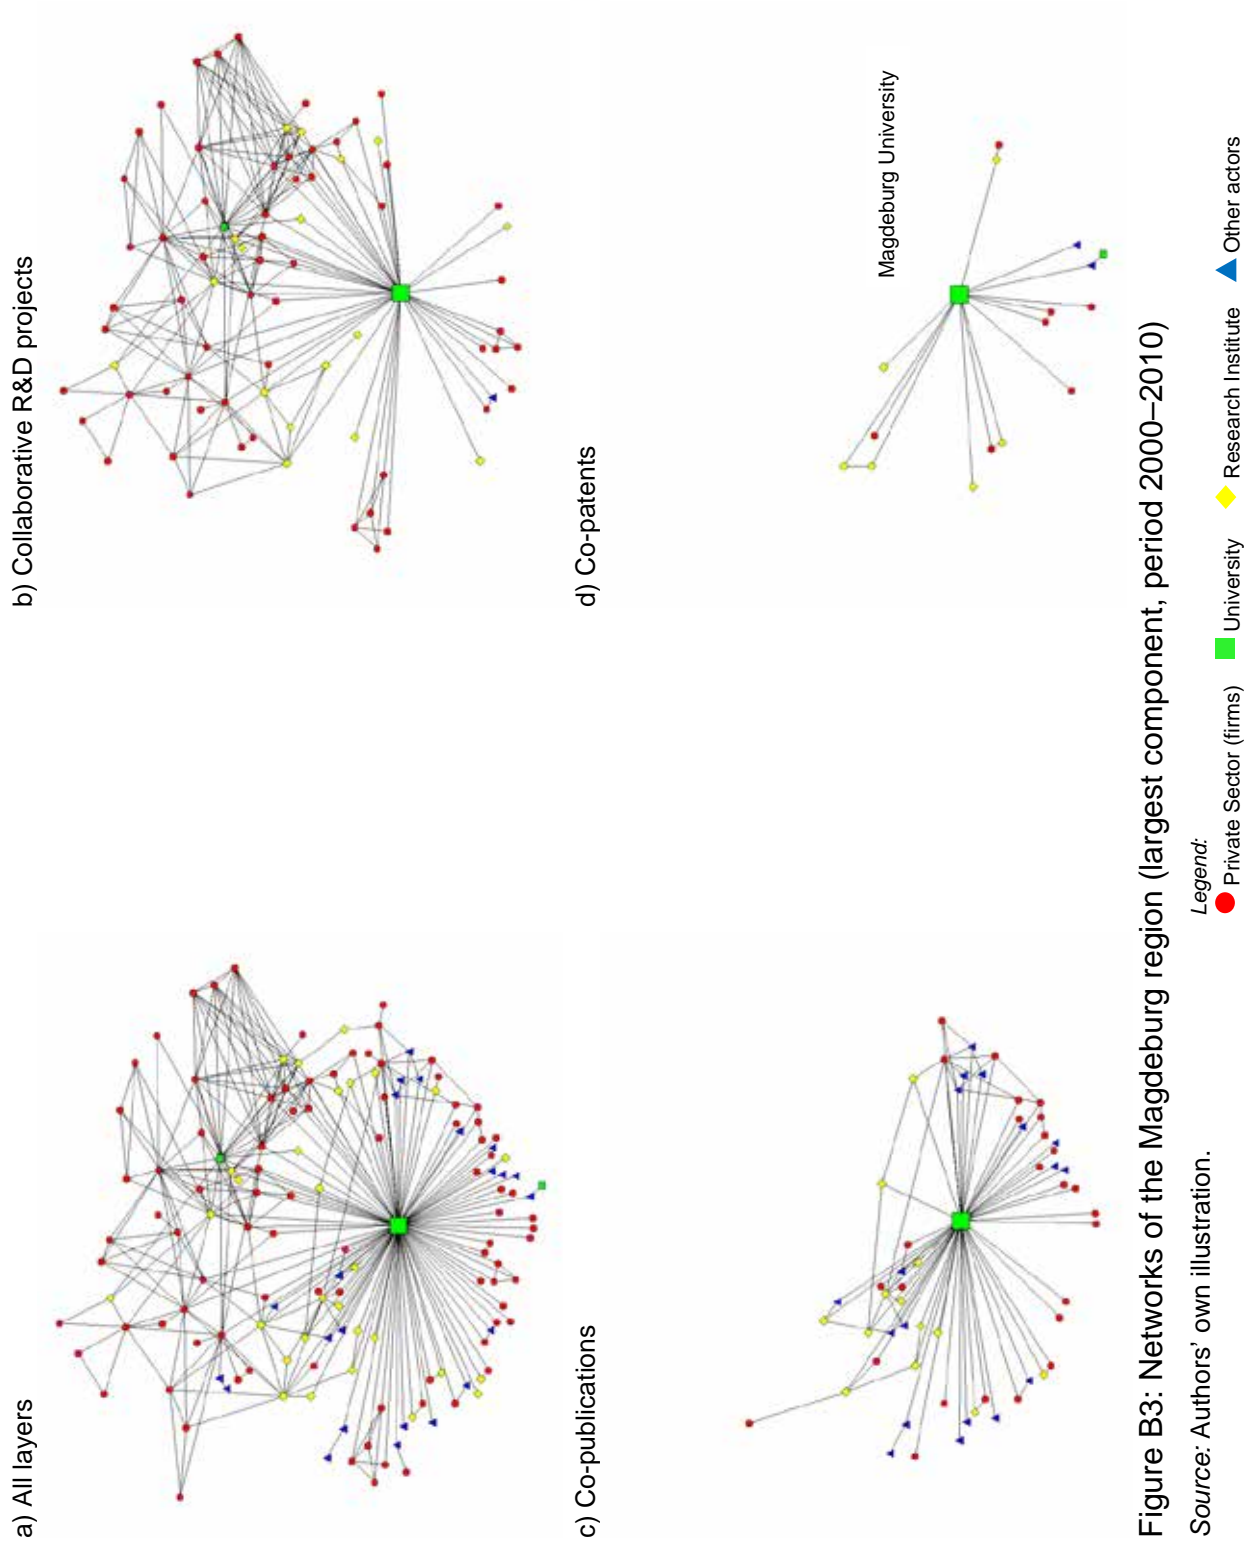 a) All layers
b) Collaborative R&D projects
c) Co-publications
d) Co-patents
Magdeburg University
Figure B3: Networks of the Magdeburg region (largest component, period 2000–2010)
Legend:
Private Sector (firms) University Research Institute Other actors
Source: Authors’ own illustration.